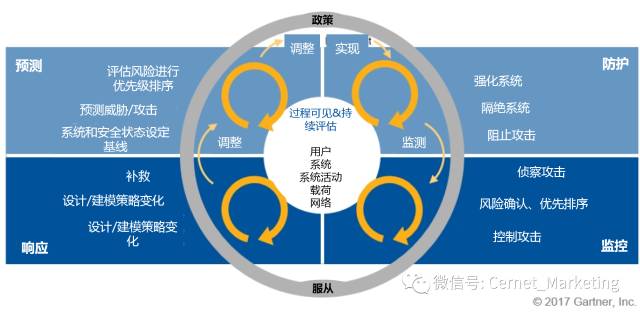 政策
调整
实现
预测
防护
评估风险进行
优先级排序
预测威胁/攻击
系统和安全状态设定
基线
强化系统
隔绝系统
阻止攻击
过程可见&持
续评估
用户
系统
系统活动
载荷
网络
调整
监测
补救
设计/建模策略变化
设计/建模策略变
化
响应
侦察攻击
风险确认、优先排序
控制攻击
监控
服从
微信号: Cernet_Marketing
© 2017 Gartner, Inc.